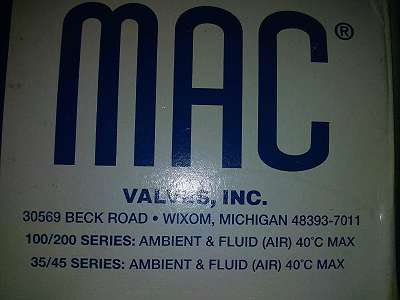 MAC®
VALVES, INC.
30569 BECK ROAD • WIXOM, MICHIGAN 48393-7011
100/200 SERIES: AMBIENT & FLUID (AIR) 40°C MAX
35/45 SERIES: AMBIENT & FLUID (AIR) 40°C MAX